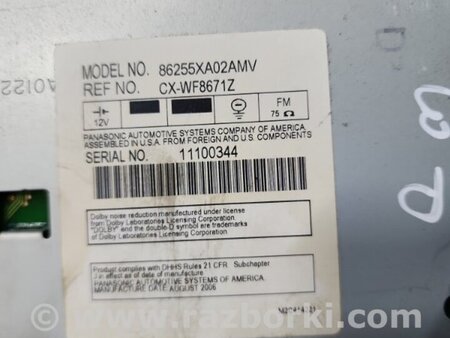 MODEL NO. 86255XA02AMV
REF NO. CX-WF8671Z
12V
FM
75 Ω
PANASONIC AUTOMOTIVE SYSTEMS COMPANY OF AMERICA.
ASSEMBLED IN U.S.A. FROM FOREIGN AND U.S. COMPONENTS
SERIAL NO. 11100344
Dolby noise reduction manufactured under license
from Dolby Laboratories Licensing Corporation.
"DOLBY" and the double-D symbol are trademarks
of Dolby Laboratories Licensing Corporation.
Product complies with DHHS Rules 21 CFR. Subchapter
J in effect as of date of manufacture.
PANASONIC AUTOMOTIVE SYSTEMS OF AMERICA.
MANUFACTURE DATE AUGUST 2006
www.razborki.com